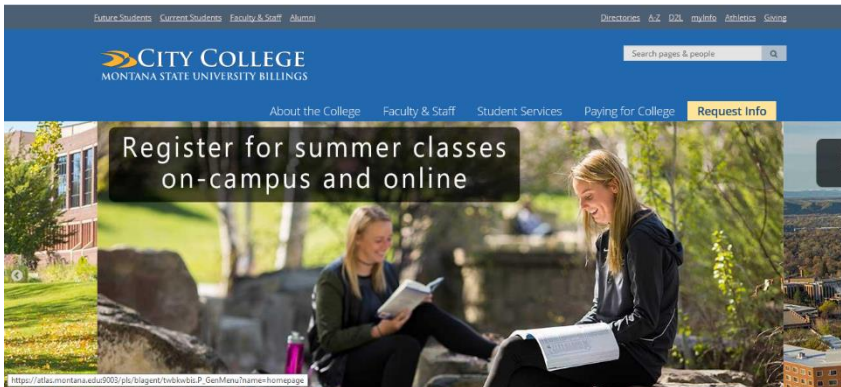 Future Students Current Students Faculty & Staff Alumni
Directories A-Z D2L myInfo Athletics Giving
CITY COLLEGE
MONTANA STATE UNIVERSITY BILLINGS
Search pages & people
About the College Faculty & Staff Student Services Paying for College Request Info
Register for summer classes
on-campus and online
https://atlas.montana.edu:9003/pls/blagent/twbkwbis.P_GenMenu?name=homepage